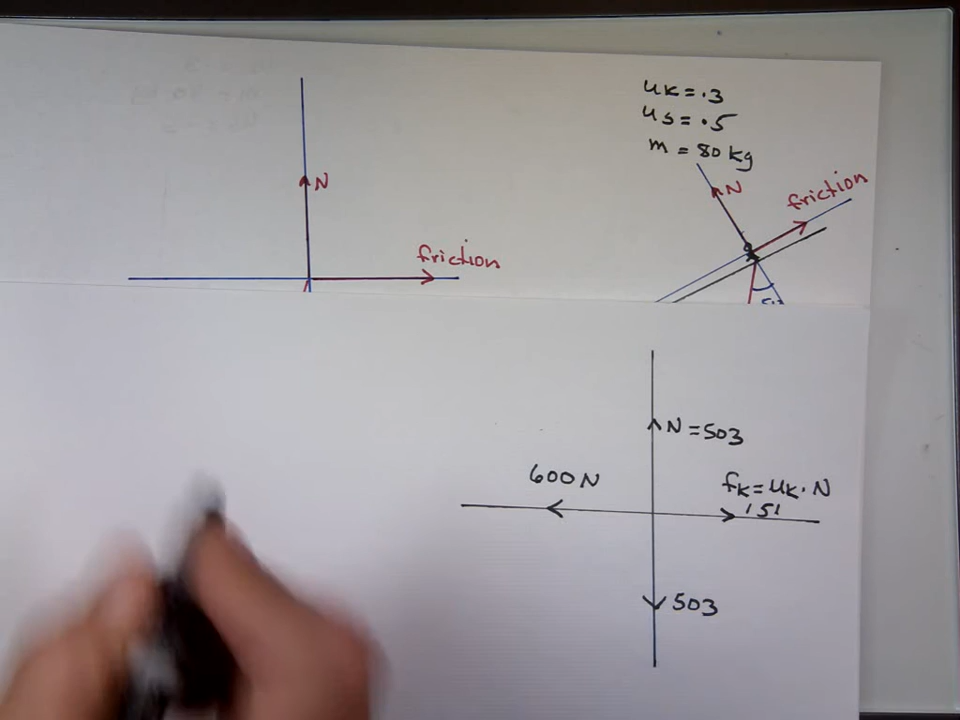 uk = .3
us = .5
m = 80 kg
N
N
friction
friction
N = 503
600 N
fk = uk · N
151
503